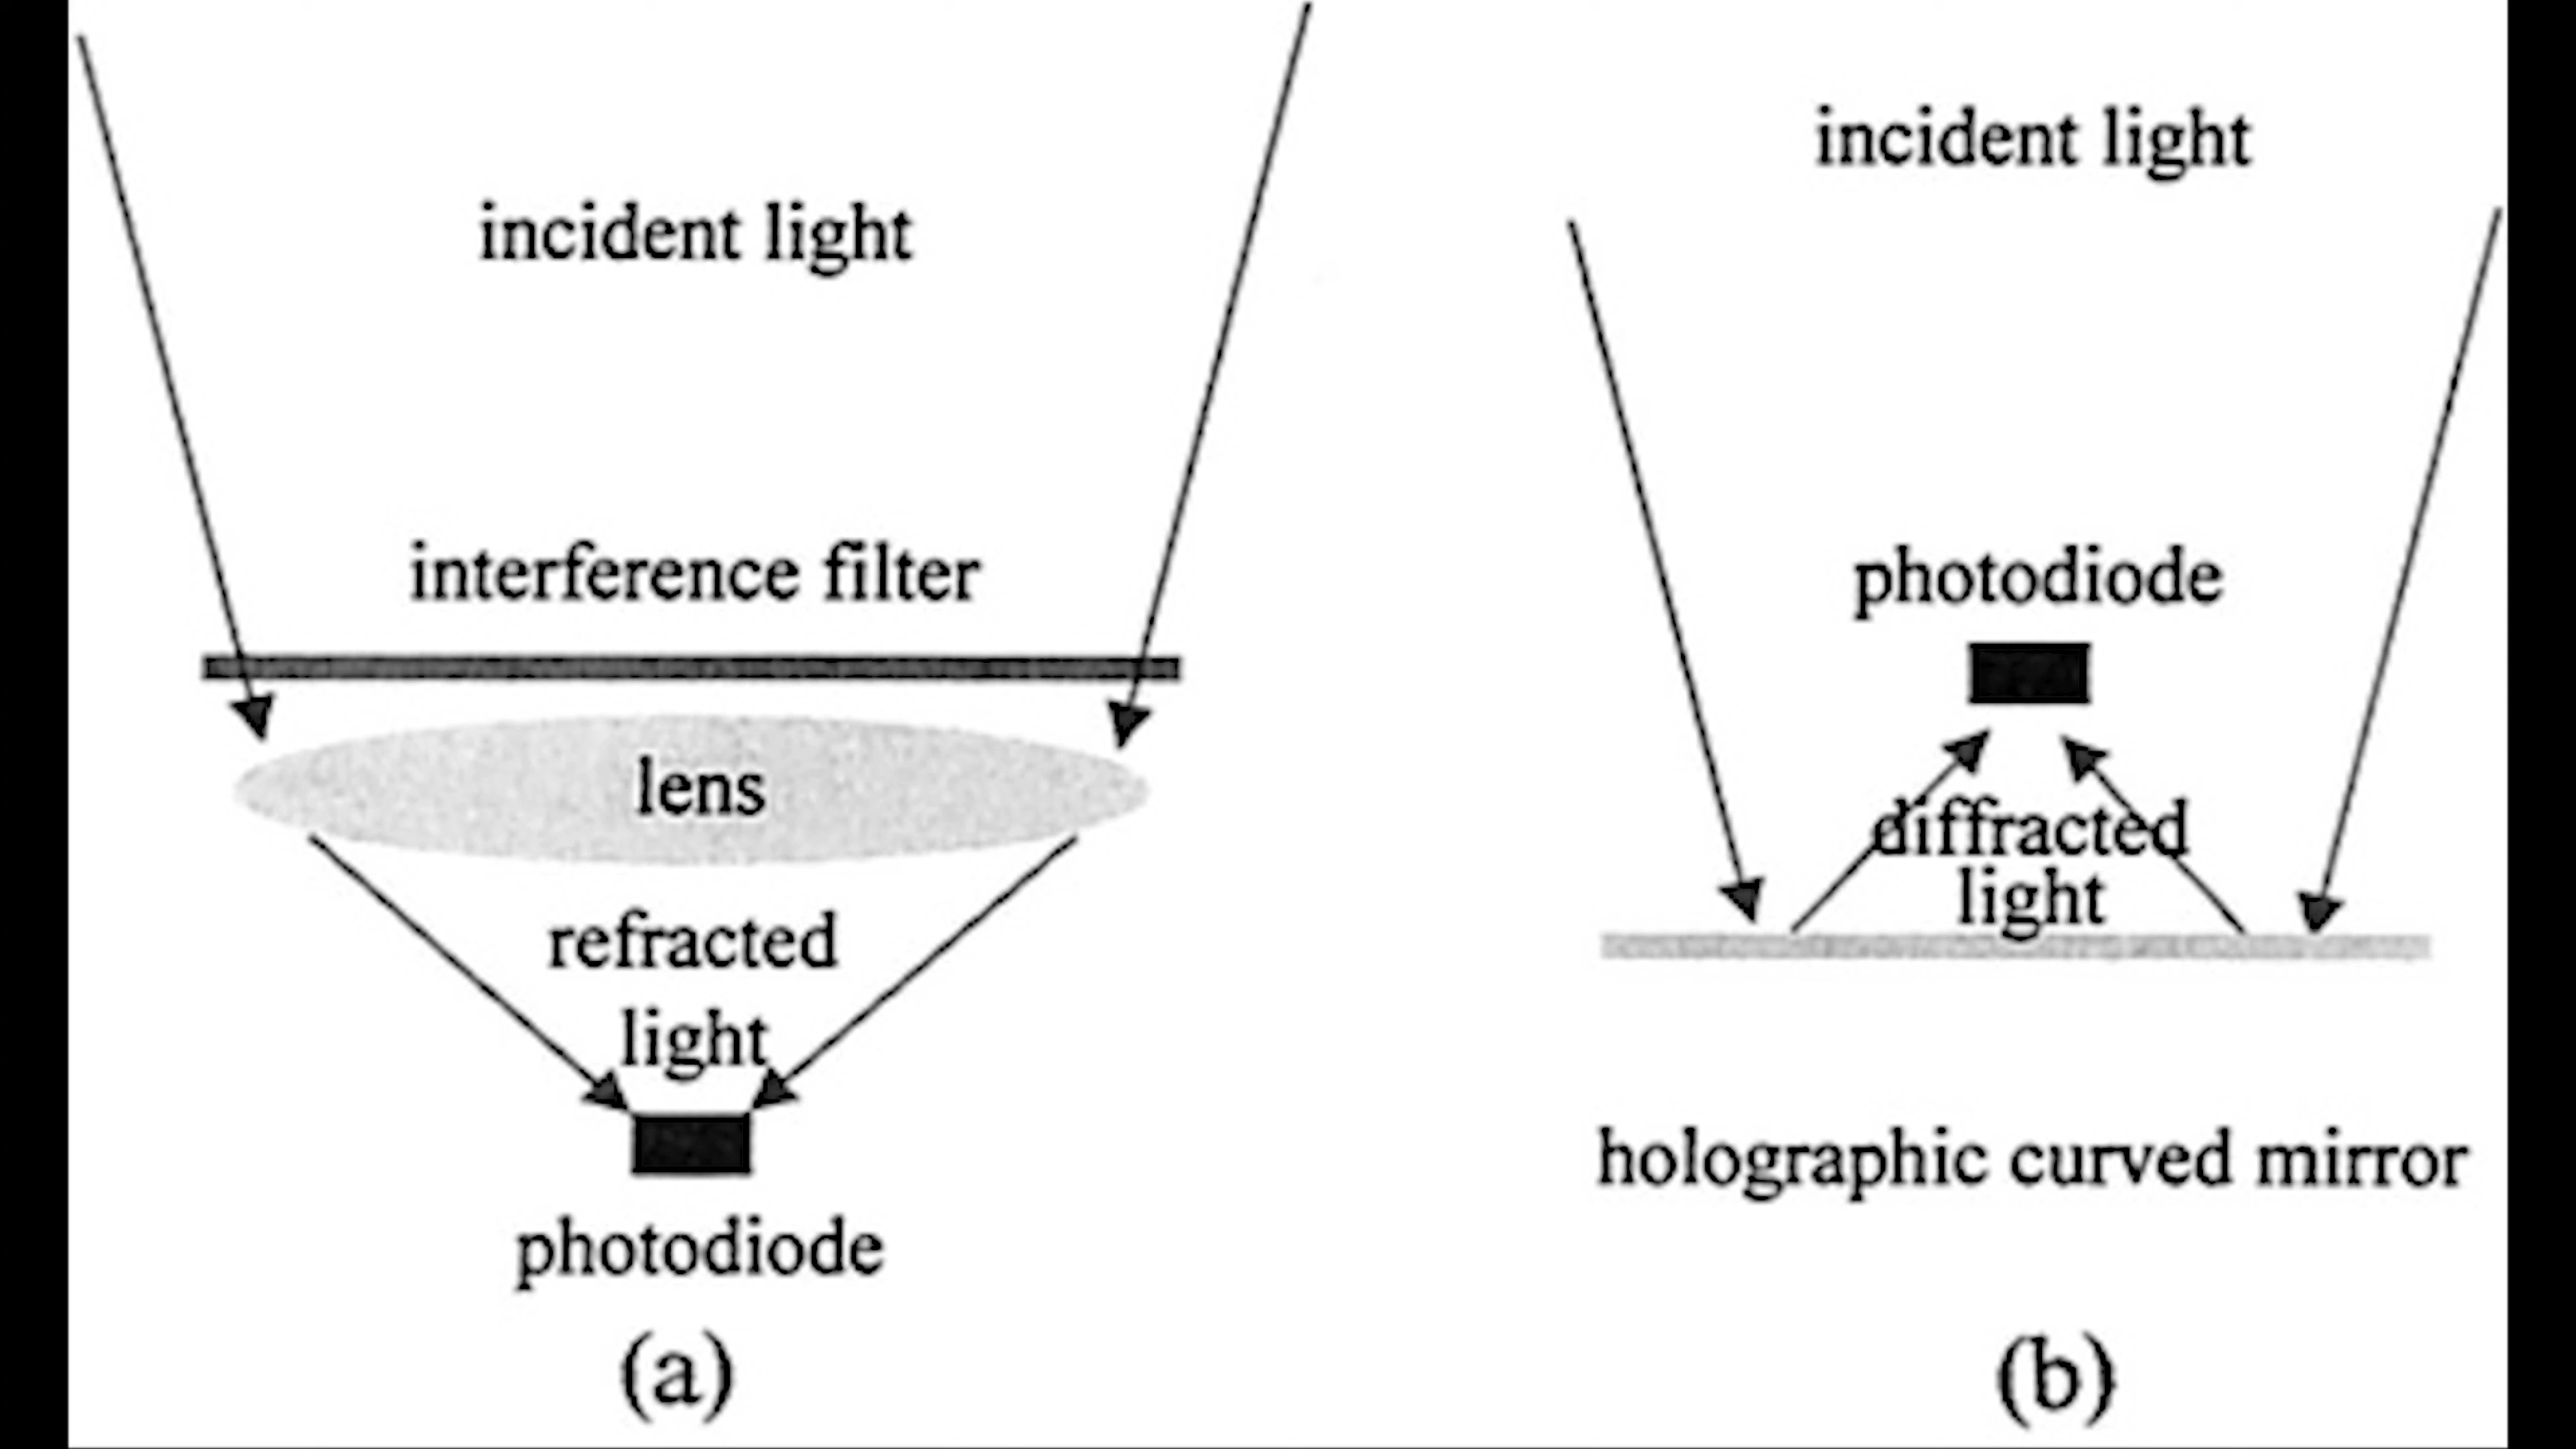 incident light
interference filter
lens
refracted
light
photodiode
(a)
incident light
photodiode
diffracted
light
holographic curved mirror
(b)